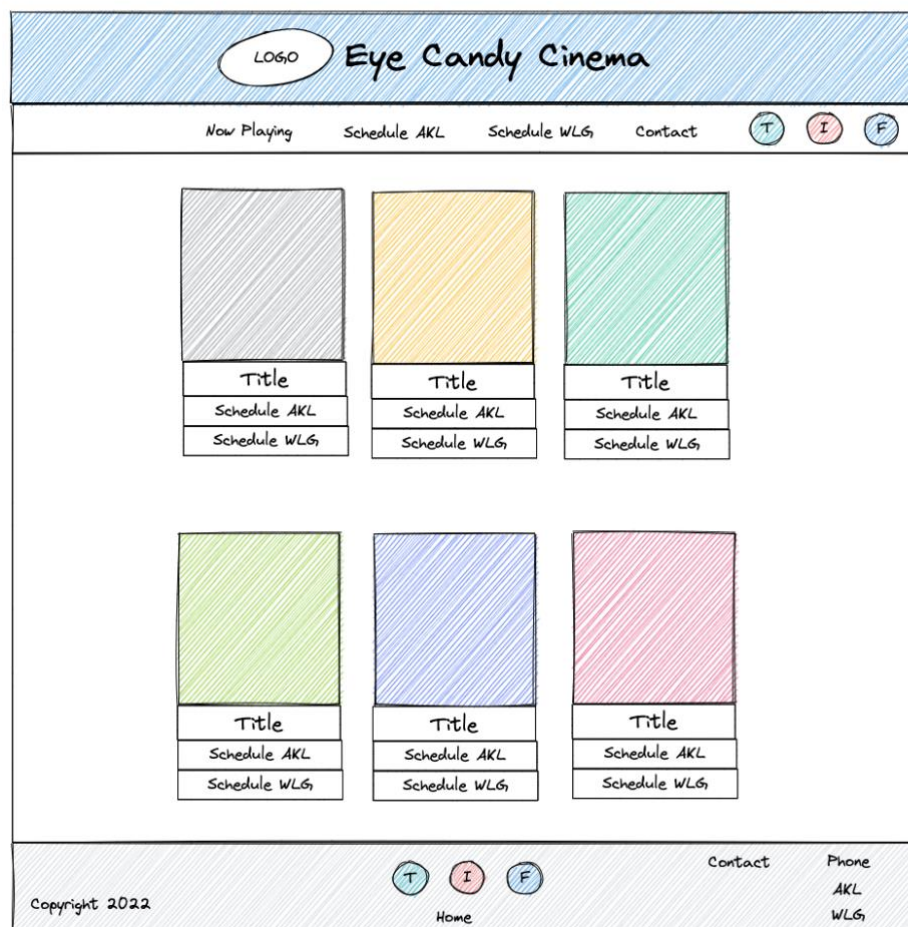 LOGO Eye Candy Cinema
Now Playing Schedule AKL Schedule WLG Contact T I F
Title Title Title
Schedule AKL Schedule AKL Schedule AKL
Schedule WLG Schedule WLG Schedule WLG
Title Title Title
Schedule AKL Schedule AKL Schedule AKL
Schedule WLG Schedule WLG Schedule WLG
T I F Contact Phone
AKL
Copyright 2022 Home WLG